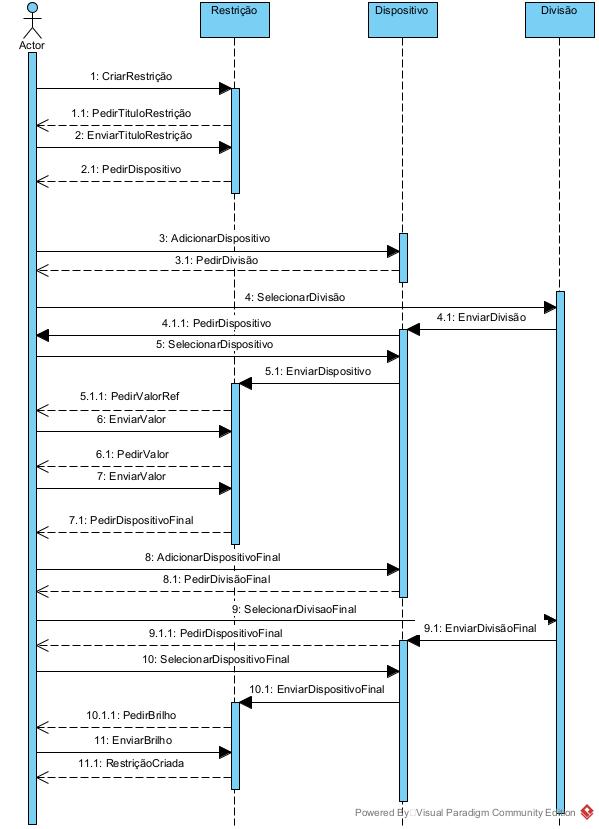 Restrição
Dispositivo
Divisão
Actor
1: CriarRestrição
1.1: PedirTituloRestrição
2: EnviarTituloRestrição
2.1: PedirDispositivo
3: AdicionarDispositivo
3.1: PedirDivisão
4: SelecionarDivisão
4.1: EnviarDivisão
4.1.1: PedirDispositivo
5: SelecionarDispositivo
5.1: EnviarDispositivo
5.1.1: PedirValorRef
6: EnviarValor
6.1: PedirValor
7: EnviarValor
7.1: PedirDispositivoFinal
8: AdicionarDispositivoFinal
8.1: PedirDivisãoFinal
9: SelecionarDivisaoFinal
9.1: EnviarDivisãoFinal
9.1.1: PedirDispositivoFinal
10: SelecionarDispositivoFinal
10.1: EnviarDispositivoFinal
10.1.1: PedirBrilho
11: EnviarBrilho
11.1: RestriçãoCriada
Powered By Visual Paradigm Community Edition